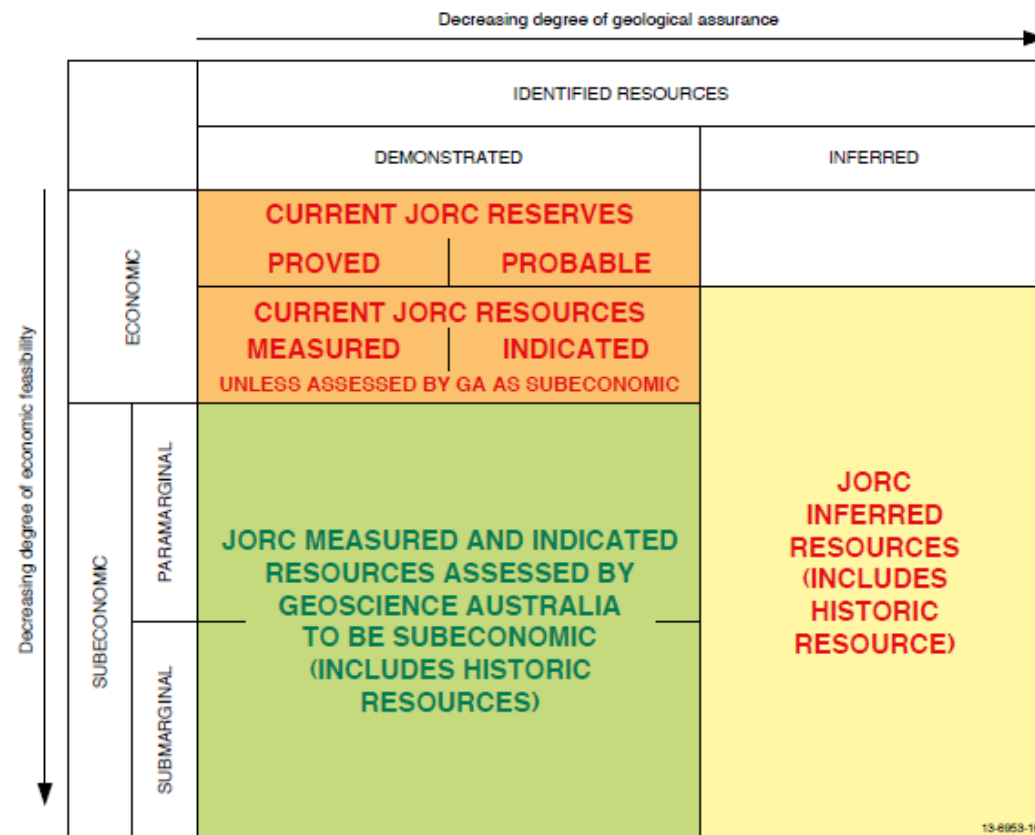 Decreasing degree of geological assurance
IDENTIFIED RESOURCES
DEMONSTRATED
INFERRED
Decreasing degree of economic feasibility
ECONOMIC
CURRENT JORC RESERVES
PROVED
PROBABLE
CURRENT JORC RESOURCES
MEASURED
INDICATED
UNLESS ASSESSED BY GA AS SUBECONOMIC
SUBECONOMIC
PARAMARGINAL
SUBMARGINAL
JORC MEASURED AND INDICATED
RESOURCES ASSESSED BY
GEOSCIENCE AUSTRALIA
TO BE SUBECONOMIC
(INCLUDES HISTORIC
RESOURCES)
JORC
INFERRED
RESOURCES
(INCLUDES
HISTORIC
RESOURCE)